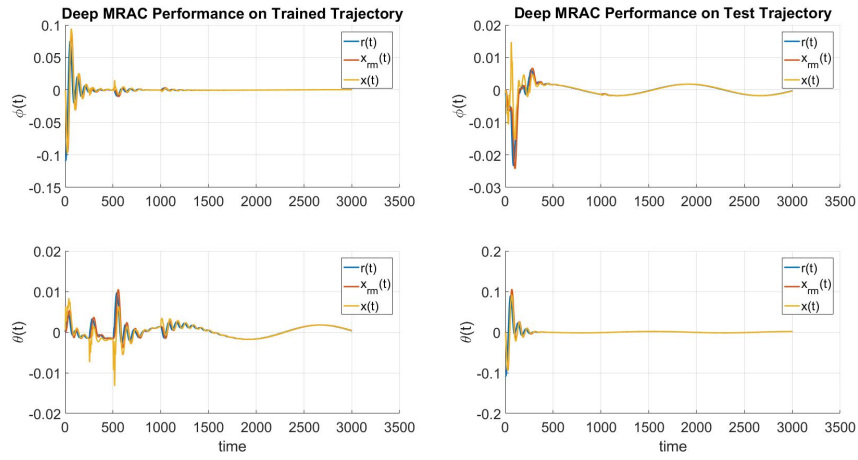 Deep MRAC Performance on Trained Trajectory
0.1
0.05
0
-0.05
-0.1
-0.15
ϕ(t)
0 500 1000 1500 2000 2500 3000 3500
r(t)
x_rm(t)
x(t)
Deep MRAC Performance on Test Trajectory
0.02
0.01
0
-0.01
-0.02
-0.03
ϕ(t)
0 500 1000 1500 2000 2500 3000 3500
r(t)
x_rm(t)
x(t)
0.02
0.01
0
-0.01
-0.02
θ(t)
0 500 1000 1500 2000 2500 3000 3500
time
r(t)
x_rm(t)
x(t)
0.2
0.1
0
-0.1
-0.2
θ(t)
0 500 1000 1500 2000 2500 3000 3500
time
r(t)
x_rm(t)
x(t)